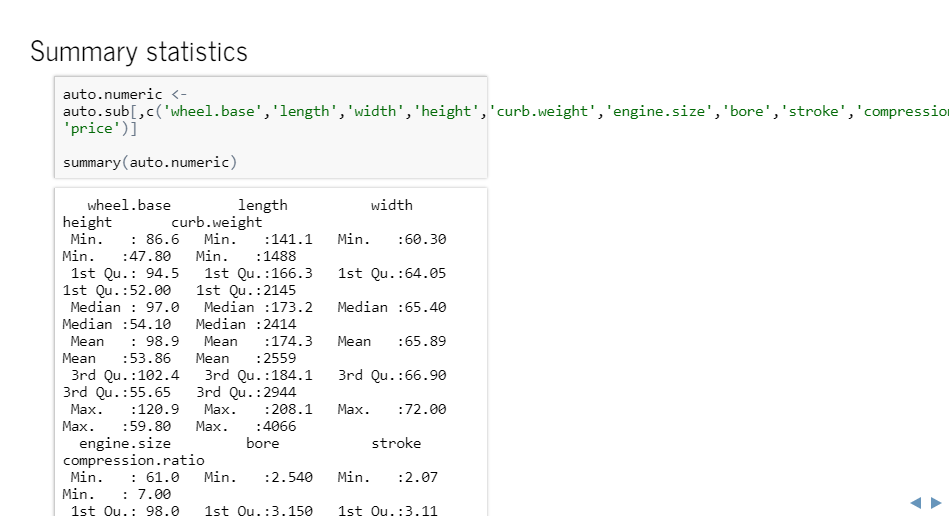 Summary statistics
auto.numeric <-
auto.sub[,c('wheel.base','length','width','height','curb.weight','engine.size','bore','stroke','compressio
'price')]
summary(auto.numeric)
wheel.base length width
height curb.weight
Min. : 86.6 Min. :141.1 Min. :60.30
Min. :47.80 Min. :1488
1st Qu.: 94.5 1st Qu.:166.3 1st Qu.:64.05
1st Qu.:52.00 1st Qu.:2145
Median : 97.0 Median :173.2 Median :65.40
Median :54.10 Median :2414
Mean : 98.9 Mean :174.3 Mean :65.89
Mean :53.86 Mean :2559
3rd Qu.:102.4 3rd Qu.:184.1 3rd Qu.:66.90
3rd Qu.:55.65 3rd Qu.:2944
Max. :120.9 Max. :208.1 Max. :72.00
Max. :59.80 Max. :4066
engine.size bore stroke
compression.ratio
Min. : 61.0 Min. :2.540 Min. :2.07
Min. : 7.00
1st Qu.: 98.0 1st Qu.:3.150 1st Qu.:3.11